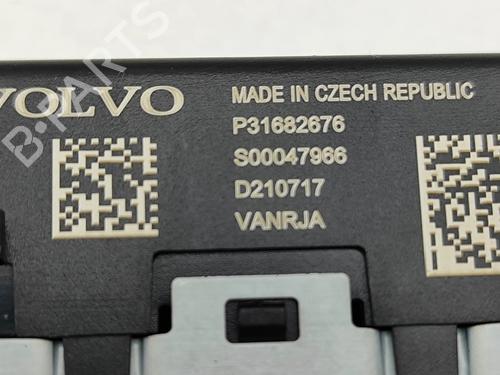 VOLVO
MADE IN CZECH REPUBLIC
P31682676
S00047966
D210717
VANRJA
B-PARTS